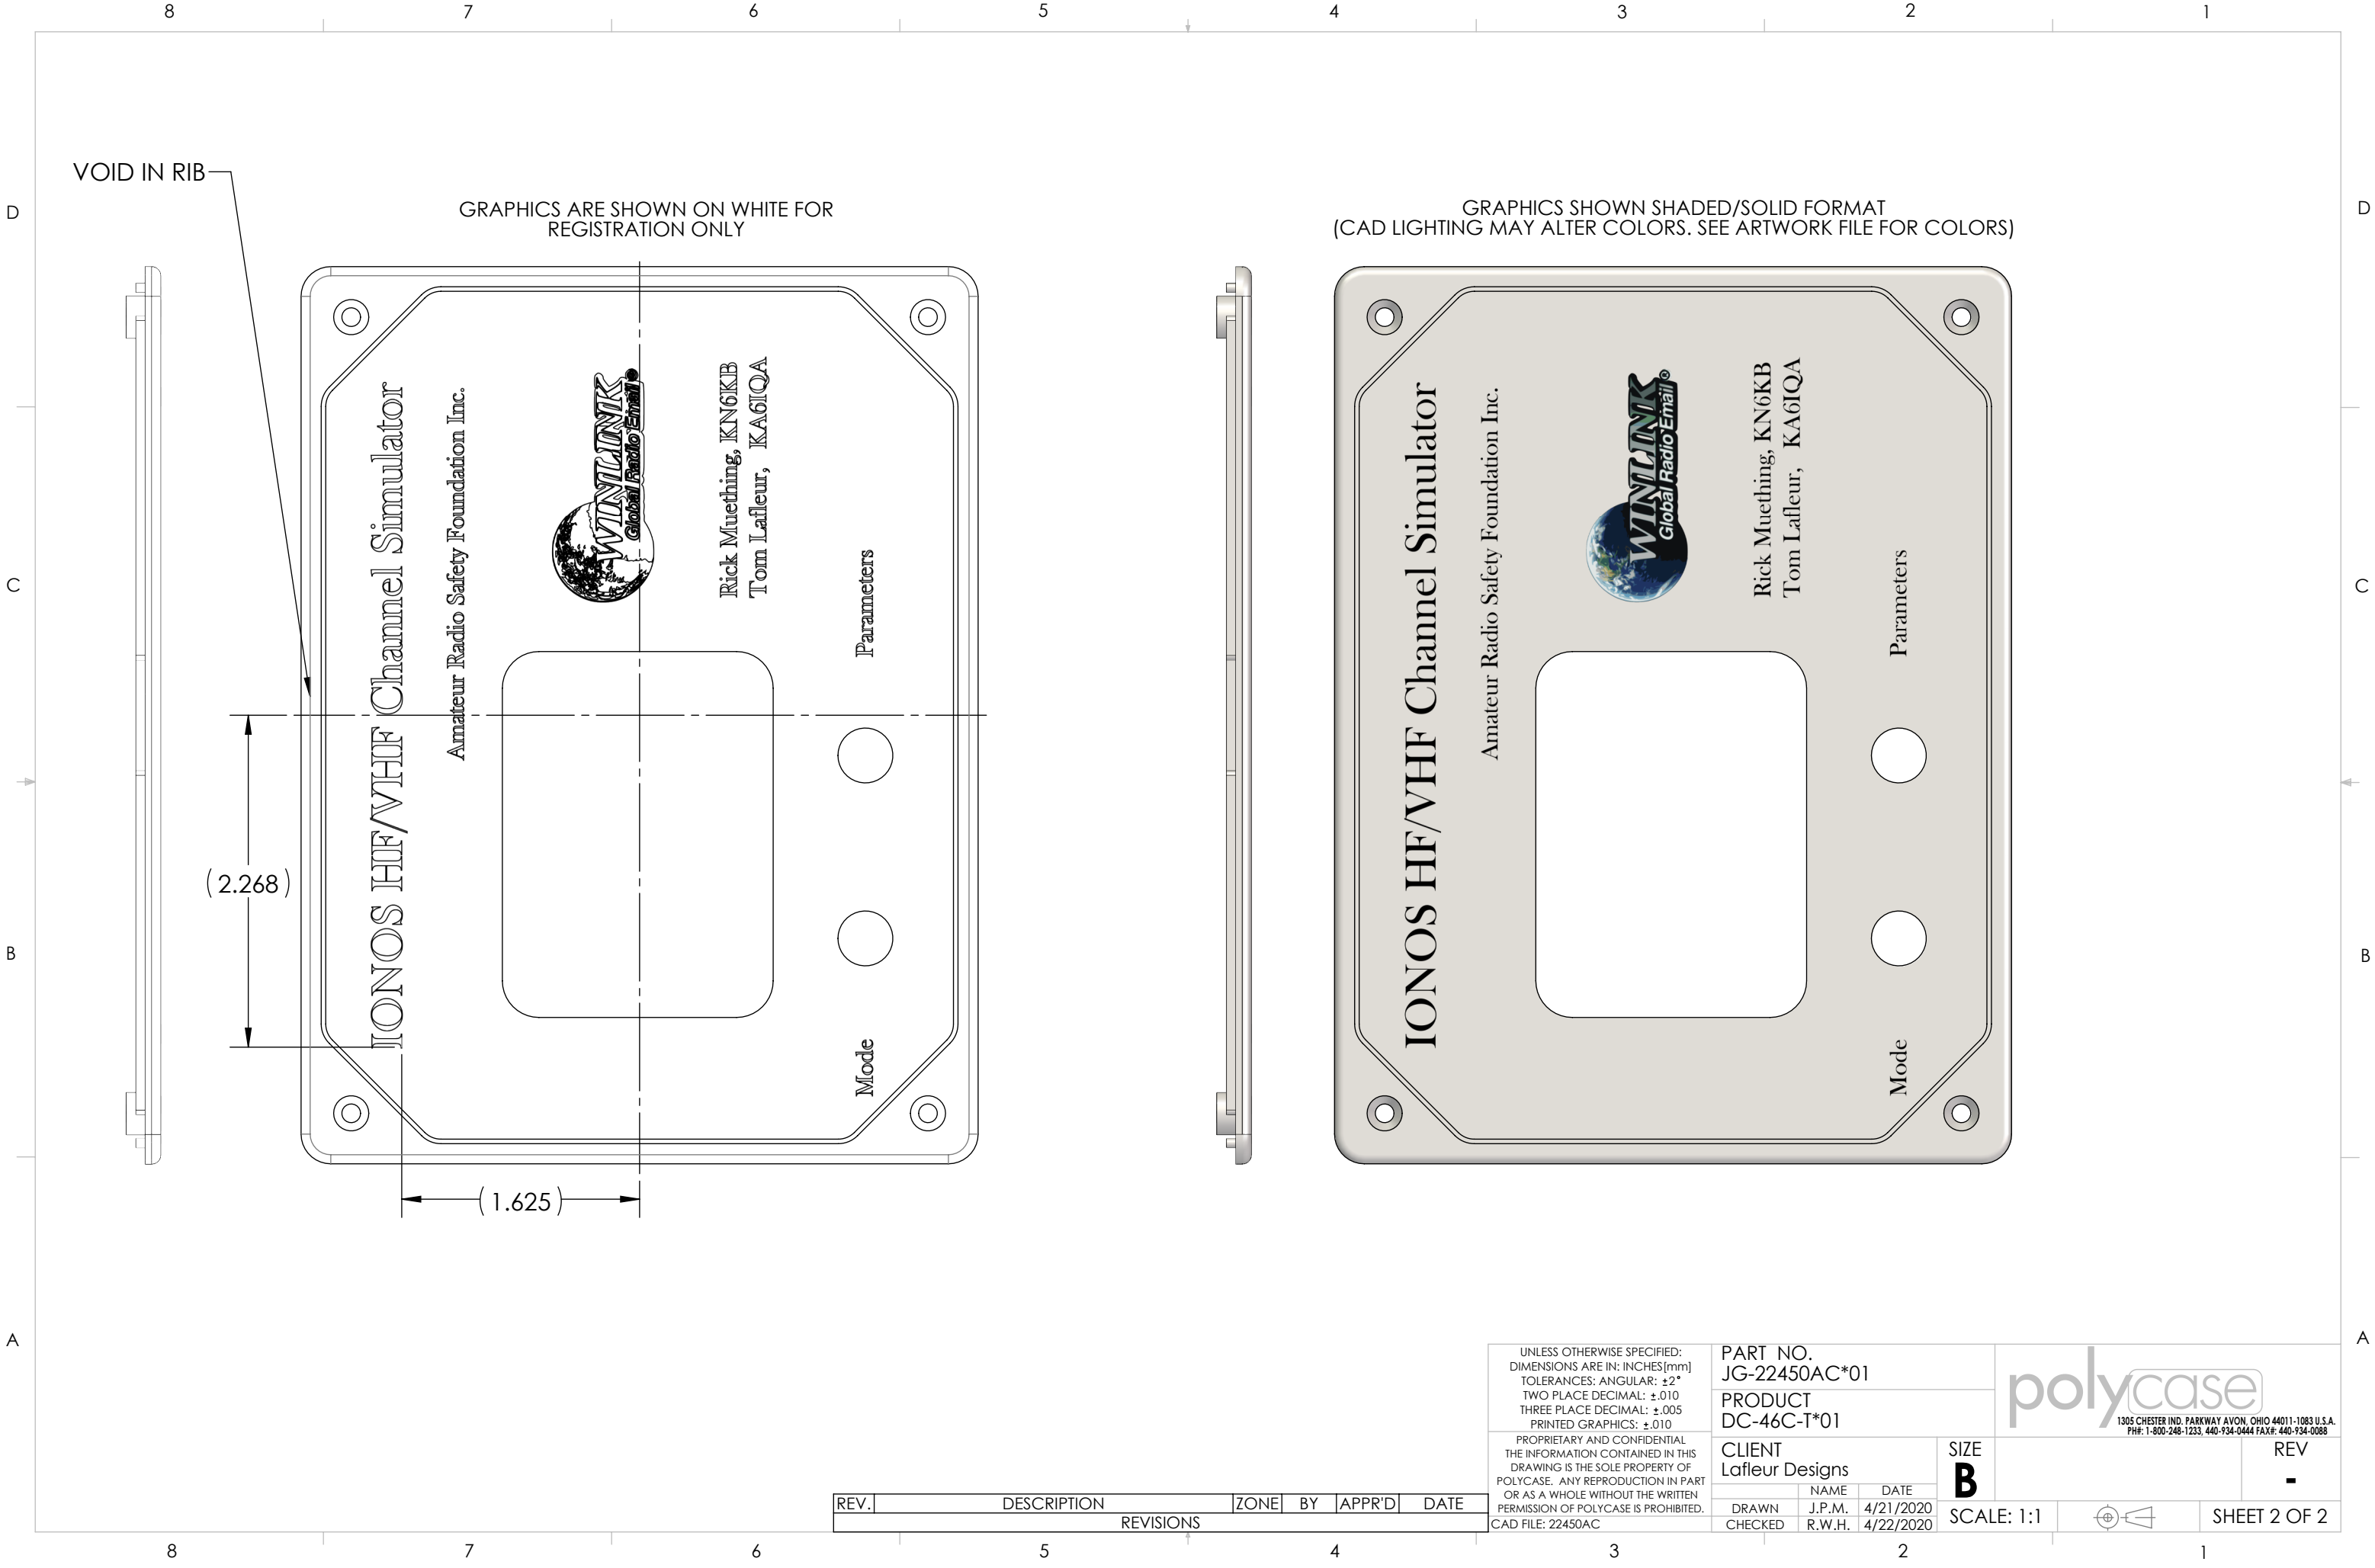 8 7 6 5 4 3 2 1
VOID IN RIB
D
D
GRAPHICS ARE SHOWN ON WHITE FOR
REGISTRATION ONLY
GRAPHICS SHOWN SHADED/SOLID FORMAT
(CAD LIGHTING MAY ALTER COLORS. SEE ARTWORK FILE FOR COLORS)
IONOS HF/VHF Channel Simulator
Amateur Radio Safety Foundation Inc.
WINLINK
Global Radio Email®
Rick Muething, KN6KB
Tom Lafleur, KA6IQA
Parameters
Mode
IONOS HF/VHF Channel Simulator
Amateur Radio Safety Foundation Inc.
WINLINK
Global Radio Email®
Rick Muething, KN6KB
Tom Lafleur, KA6IQA
Parameters
Mode
C
C
(2.268)
B
B
(1.625)
A
A
UNLESS OTHERWISE SPECIFIED:
DIMENSIONS ARE IN: INCHES[mm]
TOLERANCES: ANGULAR: ±2°
TWO PLACE DECIMAL: ±.010
THREE PLACE DECIMAL: ±.005
PRINTED GRAPHICS: ±.010
PROPRIETARY AND CONFIDENTIAL
THE INFORMATION CONTAINED IN THIS
DRAWING IS THE SOLE PROPERTY OF
POLYCASE. ANY REPRODUCTION IN PART
OR AS A WHOLE WITHOUT THE WRITTEN
PERMISSION OF POLYCASE IS PROHIBITED.
CAD FILE: 22450AC
PART NO.
JG-22450AC*01
PRODUCT
DC-46C-T*01
CLIENT
Lafleur Designs
NAME DATE
DRAWN J.P.M. 4/21/2020
CHECKED R.W.H. 4/22/2020
polycase
1305 CHESTER IND. PARKWAY AVON, OHIO 44011-1083 U.S.A.
PH#: 1-800-248-1233, 440-934-0444 FAX#: 440-934-0088
SIZE
B
REV
-
SCALE: 1:1
SHEET 2 OF 2
REV. DESCRIPTION ZONE BY APPR'D DATE
REVISIONS
8 7 6 5 4 3 2 1